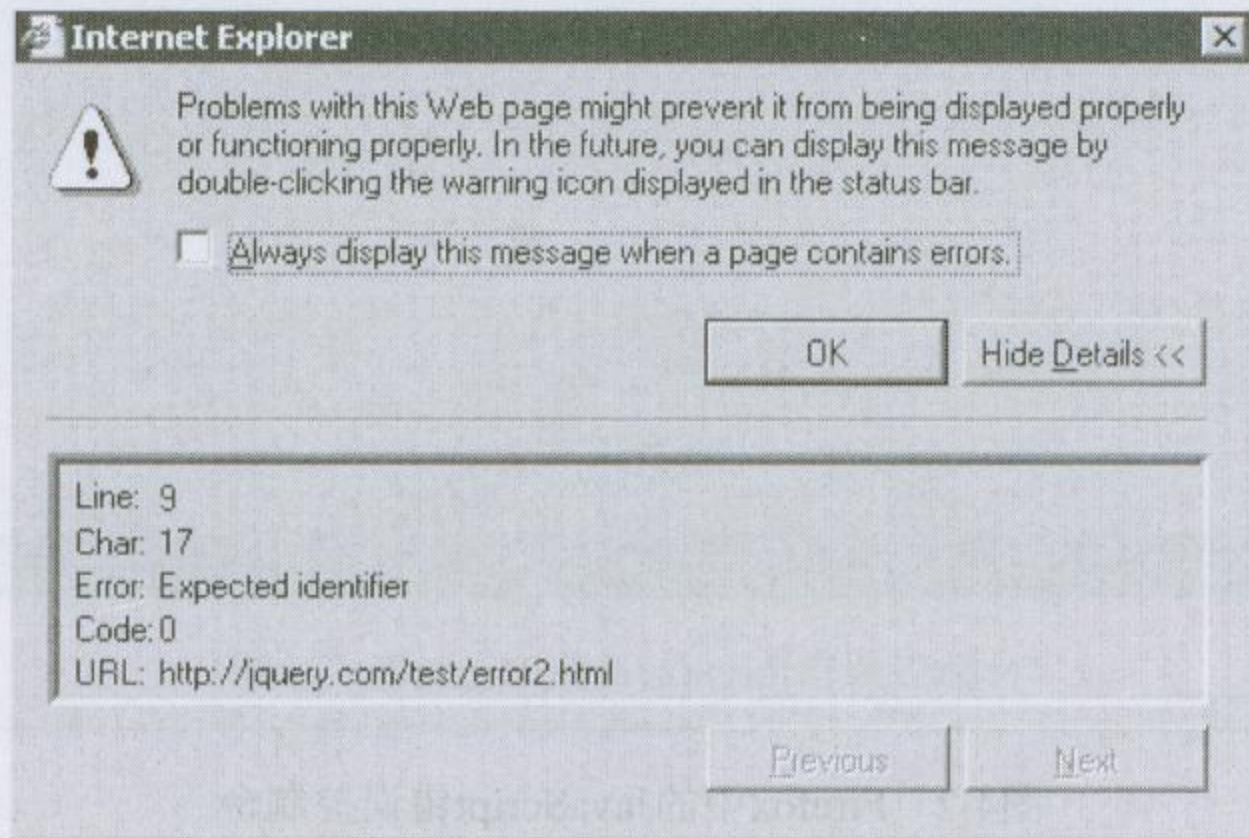 Internet Explorer
Problems with this Web page might prevent it from being displayed properly
or functioning properly. In the future, you can display this message by
double-clicking the warning icon displayed in the status bar.
Always display this message when a page contains errors.
OK
Hide Details <<
Line: 9
Char: 17
Error: Expected identifier
Code: 0
URL: http://jquery.com/test/error2.html
Previous
Next